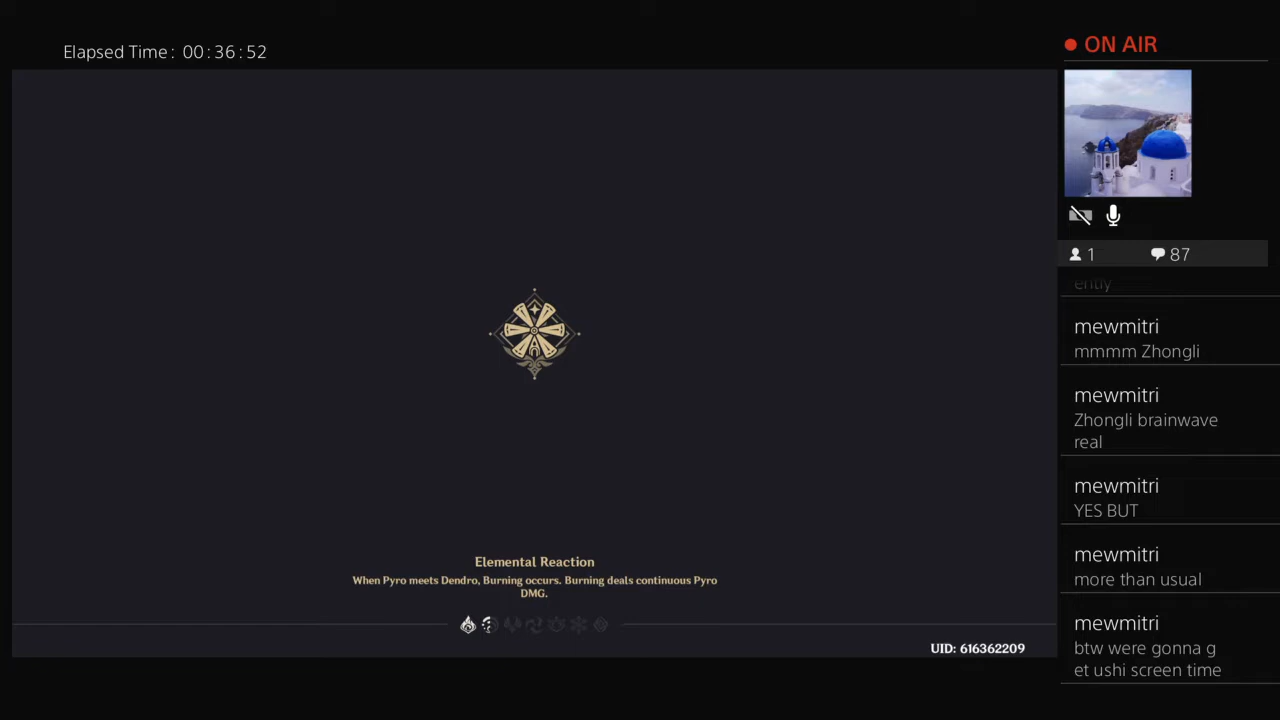 Elapsed Time: 00:36:52
ON AIR
1 87
ently
mewmitri
mmmm Zhongli
mewmitri
Zhongli brainwave
real
mewmitri
YES BUT
mewmitri
more than usual
mewmitri
btw were gonna g
et ushi screen time
Elemental Reaction
When Pyro meets Dendro, Burning occurs. Burning deals continuous Pyro
DMG.
UID: 616362209